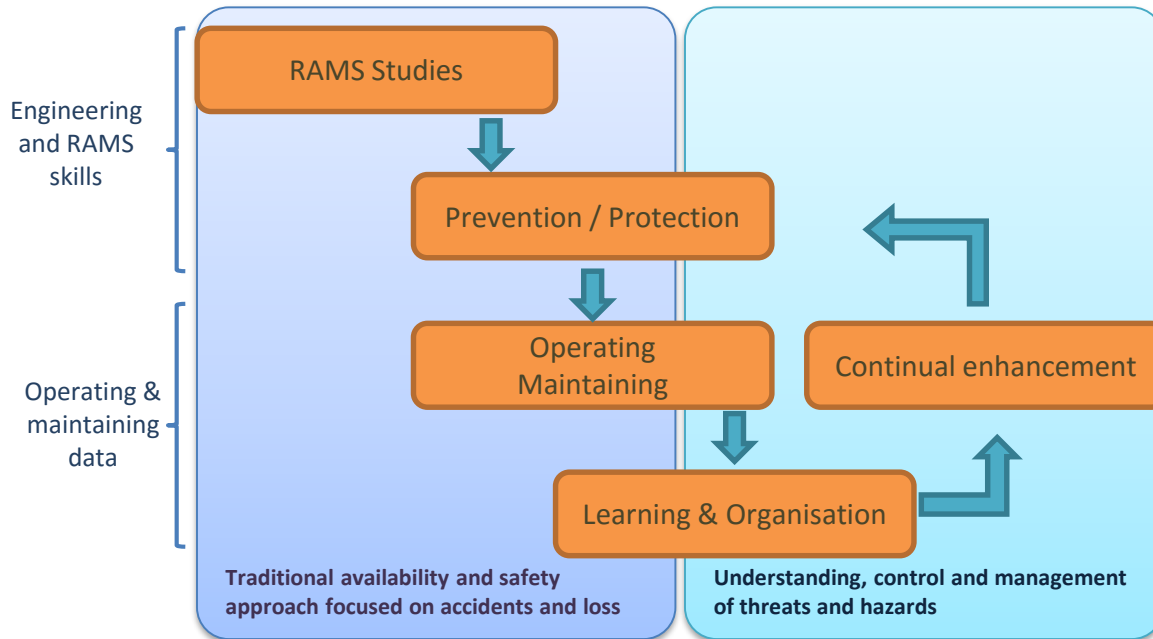 RAMS Studies
Engineering
and RAMS
skills
Prevention / Protection
Operating
Maintaining
Continual enhancement
Operating &
maintaining
data
Learning & Organisation
Traditional availability and safety
approach focused on accidents and loss
Understanding, control and management
of threats and hazards